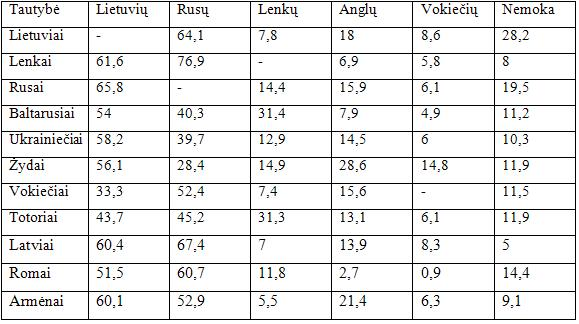 Tautybė Lietuvių Rusų Lenkų Anglų Vokiečių Nemoka
Lietuviai - 64,1 7,8 18 8,6 28,2
Lenkai 61,6 76,9 - 6,9 5,8 8
Rusai 65,8 - 14,4 15,9 6,1 19,5
Baltarusiai 54 40,3 31,4 7,9 4,9 11,2
Ukrainiečiai 58,2 39,7 12,9 14,5 6 10,3
Žydai 56,1 28,4 14,9 28,6 14,8 11,9
Vokiečiai 33,3 52,4 7,4 15,6 - 11,5
Totoriai 43,7 45,2 31,3 13,1 6,1 11,9
Latviai 60,4 67,4 7 13,9 8,3 5
Romai 51,5 60,7 11,8 2,7 0,9 14,4
Armėnai 60,1 52,9 5,5 21,4 6,3 9,1